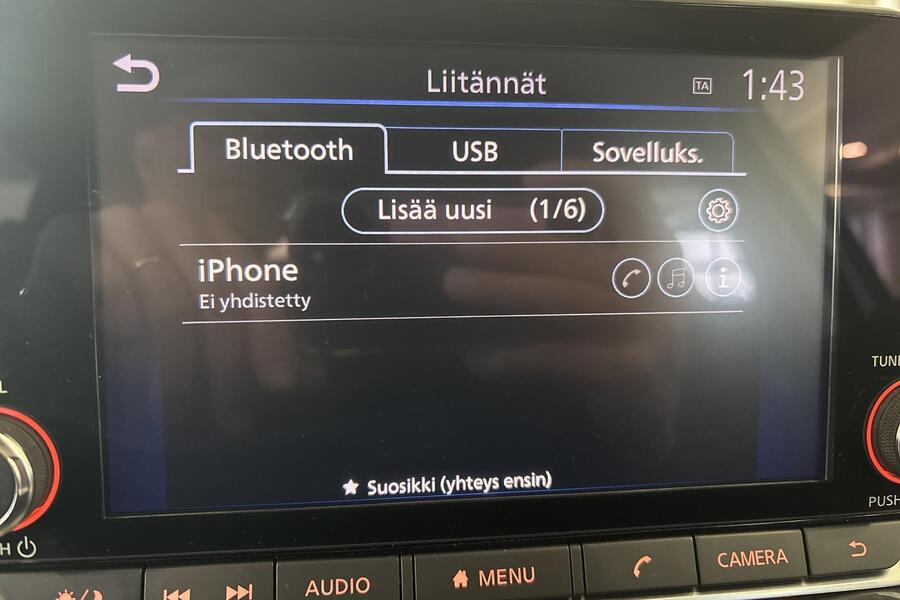 Liitännät
TA
1:43
Bluetooth
USB
Sovelluks.
Lisää uusi (1/6)
iPhone
Ei yhdistetty
i
★ Suosikki (yhteys ensin)
TUNE
PUSH
L
H
AUDIO
MENU
CAMERA